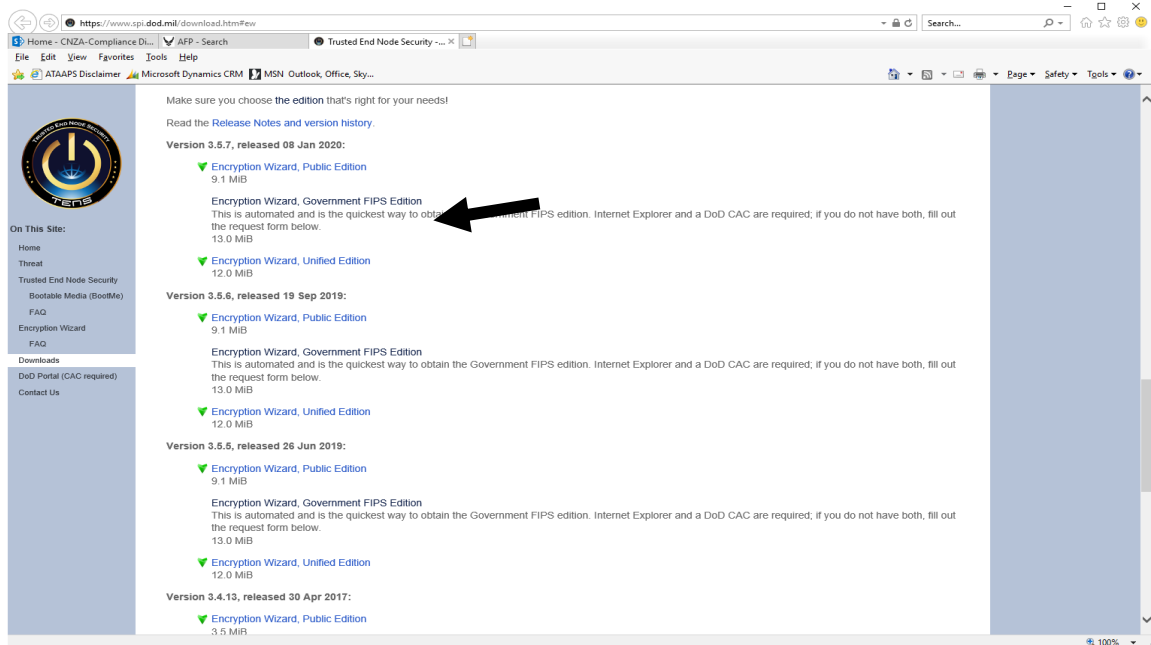 https://www.spi.dod.mil/download.htm#ew
Search...
Home - CNZA-Compliance Di...
AFP - Search
Trusted End Node Security -...
File Edit View Favorites Tools Help
ATAAPS Disclaimer Microsoft Dynamics CRM MSN Outlook, Office, Sky...
Page Safety Tools
Make sure you choose the edition that's right for your needs!
Read the Release Notes and version history.
Version 3.5.7, released 08 Jan 2020:
Encryption Wizard, Public Edition
9.1 MiB
Encryption Wizard, Government FIPS Edition
This is automated and is the quickest way to FIPS edition. Internet Explorer and a DoD CAC are required; if you do not have both, fill out
the request form below.
13.0 MiB
Encryption Wizard, Unified Edition
12.0 MiB
Version 3.5.6, released 19 Sep 2019:
Encryption Wizard, Public Edition
9.1 MiB
Encryption Wizard, Government FIPS Edition
This is automated and is the quickest way to obtain the Government FIPS edition. Internet Explorer and a DoD CAC are required; if you do not have both, fill out
the request form below.
13.0 MiB
Encryption Wizard, Unified Edition
12.0 MiB
Version 3.5.5, released 26 Jun 2019:
Encryption Wizard, Public Edition
9.1 MiB
Encryption Wizard, Government FIPS Edition
This is automated and is the quickest way to obtain the Government FIPS edition. Internet Explorer and a DoD CAC are required; if you do not have both, fill out
the request form below.
13.0 MiB
Encryption Wizard, Unified Edition
12.0 MiB
Version 3.4.13, released 30 Apr 2017:
Encryption Wizard, Public Edition
3.5 MiB
TRUSTED END NODE SECURITY
TENS
On This Site:
Home
Threat
Trusted End Node Security
Bootable Media (BootMe)
FAQ
Encryption Wizard
FAQ
Downloads
DoD Portal (CAC required)
Contact Us
100%